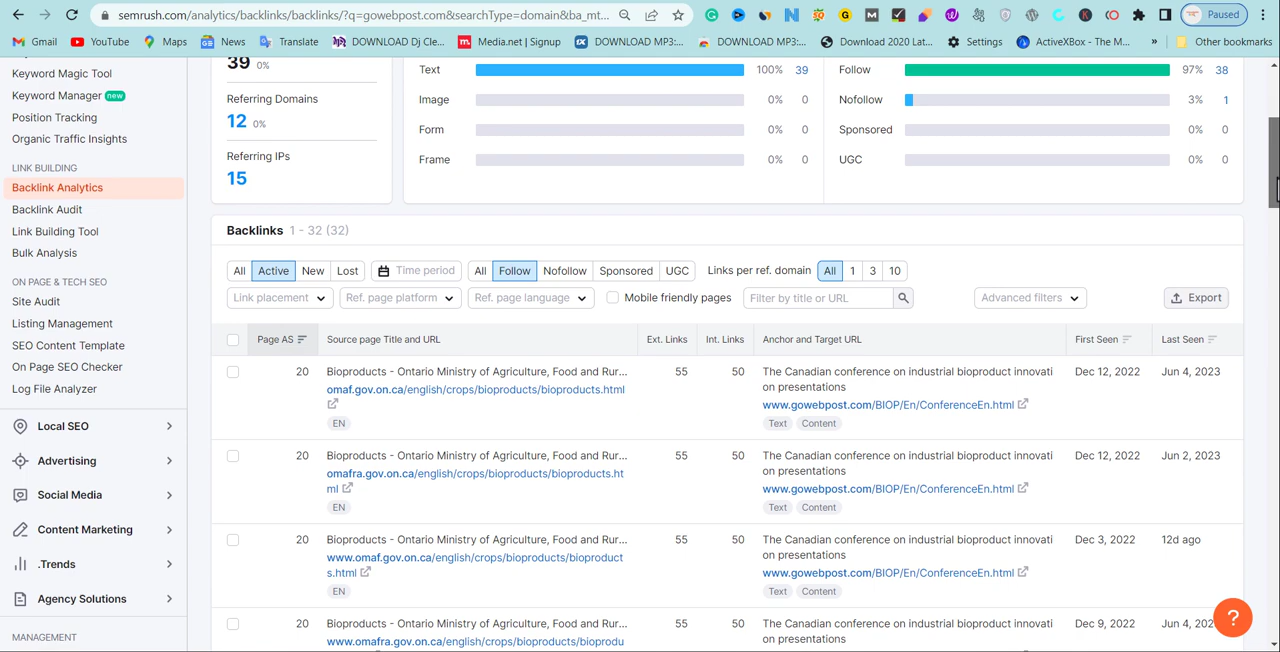 semrush.com/analytics/backlinks/backlinks/?q=gowebpost.com&searchType=domain&ba_mt...
Paused
Gmail
YouTube
Maps
News
Translate
DOWNLOAD Dj Cle...
Media.net | Signup
DOWNLOAD MP3:...
DOWNLOAD MP3:...
Download 2020 Lat...
Settings
ActiveXBox - The M...
»
Other bookmarks
Keyword Magic Tool
Keyword Manager new
Position Tracking
Organic Traffic Insights
LINK BUILDING
Backlink Analytics
Backlink Audit
Link Building Tool
Bulk Analysis
ON PAGE & TECH SEO
Site Audit
Listing Management
SEO Content Template
On Page SEO Checker
Log File Analyzer
Local SEO
Advertising
Social Media
Content Marketing
.Trends
Agency Solutions
MANAGEMENT
39 0%
Referring Domains
12 0%
Referring IPs
15
Text 100% 39
Image 0% 0
Form 0% 0
Frame 0% 0
Follow 97% 38
Nofollow 3% 1
Sponsored 0% 0
UGC 0% 0
Backlinks 1 - 32 (32)
All Active New Lost Time period All Follow Nofollow Sponsored UGC Links per ref. domain All 1 3 10
Link placement Ref. page platform Ref. page language Mobile friendly pages Filter by title or URL Advanced filters Export
Page AS Source page Title and URL Ext. Links Int. Links Anchor and Target URL First Seen Last Seen
20 Bioproducts - Ontario Ministry of Agriculture, Food and Rur... 55 50 The Canadian conference on industrial bioproduct innovati Dec 12, 2022 Jun 4, 2023
omaf.gov.on.ca/english/crops/bioproducts/bioproducts.html on presentations
www.gowebpost.com/BIOP/En/ConferenceEn.html
EN Text Content
20 Bioproducts - Ontario Ministry of Agriculture, Food and Rur... 55 50 The Canadian conference on industrial bioproduct innovati Dec 12, 2022 Jun 2, 2023
omafra.gov.on.ca/english/crops/bioproducts/bioproducts.ht on presentations
ml www.gowebpost.com/BIOP/En/ConferenceEn.html
EN Text Content
20 Bioproducts - Ontario Ministry of Agriculture, Food and Rur... 55 50 The Canadian conference on industrial bioproduct innovati Dec 3, 2022 12d ago
www.omaf.gov.on.ca/english/crops/bioproducts/bioproduct on presentations
s.html www.gowebpost.com/BIOP/En/ConferenceEn.html
EN Text Content
20 Bioproducts - Ontario Ministry of Agriculture, Food and Rur... 55 50 The Canadian conference on industrial bioproduct innovati Dec 9, 2022 Jun 4, 202
www.omafra.gov.on.ca/english/crops/bioproducts/bioprodu on presentations
?